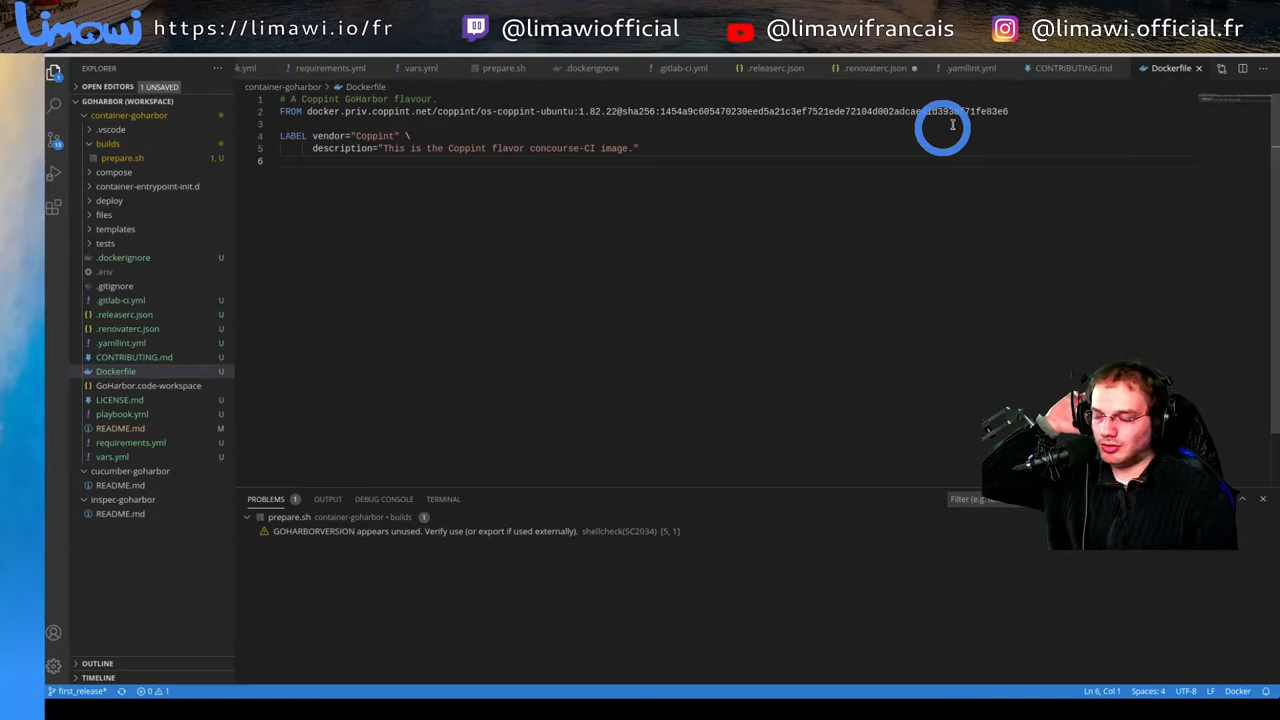 limawi https://limawi.io/fr @limawiofficial @limawifrancais @limawi.official.fr
EXPLORER ··· k.yml requirements.yml vars.yml prepare.sh .dockerignore .gitlab-ci.yml .releaserc.json .renovaterc.json .yamllint.yml CONTRIBUTING.md Dockerfile
OPEN EDITORS 1 UNSAVED
container-goharbor > Dockerfile
GOHARBOR (WORKSPACE)
container-goharbor
.vscode
builds
prepare.sh 1, U
compose
container-entrypoint-init.d
deploy
files
templates
tests
.dockerignore U
.env
.gitignore
.gitlab-ci.yml U
.releaserc.json U
.renovaterc.json U
.yamllint.yml U
CONTRIBUTING.md U
Dockerfile U
GoHarbor.code-workspace
LICENSE.md U
playbook.yml U
README.md M
requirements.yml U
vars.yml U
cucumber-goharbor
README.md
inspec-goharbor
README.md
OUTLINE
TIMELINE
1 # A Coppint GoHarbor flavour.
2 FROM docker.priv.coppint.net/coppint/os-coppint-ubuntu:1.82.22
3
4 LABEL vendor="Coppint" \
5 description="This is the Coppint flavor concourse-CI image."
6
PROBLEMS 1 OUTPUT DEBUG CONSOLE TERMINAL Filter (e.g.
prepare.sh container-goharbor • builds 1
GOHARBORVERSION appears unused. Verify use (or export if used externally). shellcheck(SC2034) [5, 1]
1
13
first_release* 0 1 Ln 6, Col 1 Spaces: 4 UTF-8 LF Docker